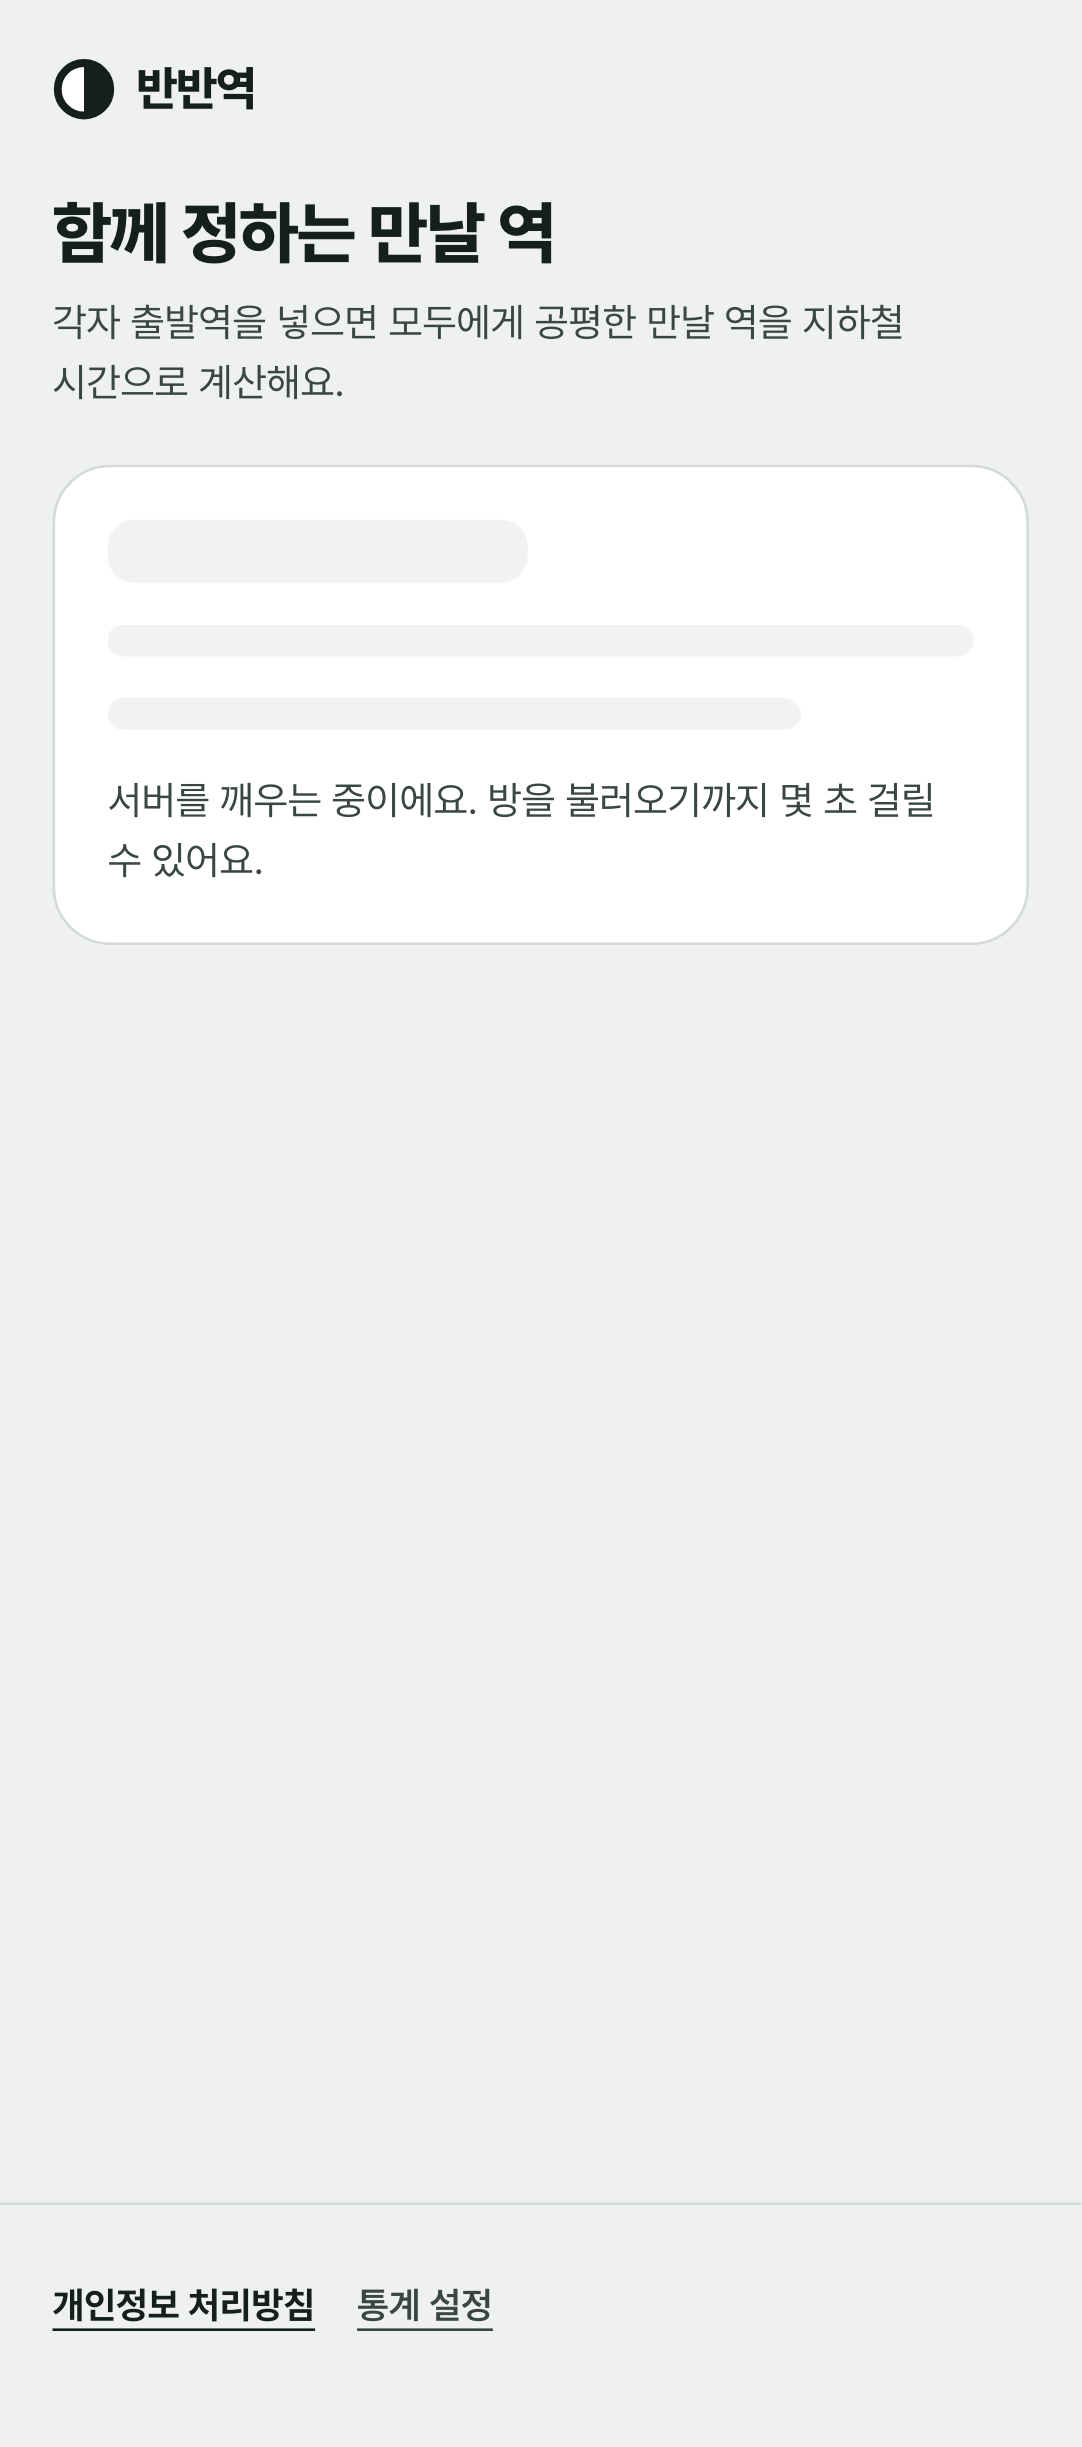 반반역
함께 정하는 만날 역
각자 출발역을 넣으면 모두에게 공평한 만날 역을 지하철
시간으로 계산해요.
서버를 깨우는 중이에요. 방을 불러오기까지 몇 초 걸릴
수 있어요.
개인정보 처리방침 통계 설정